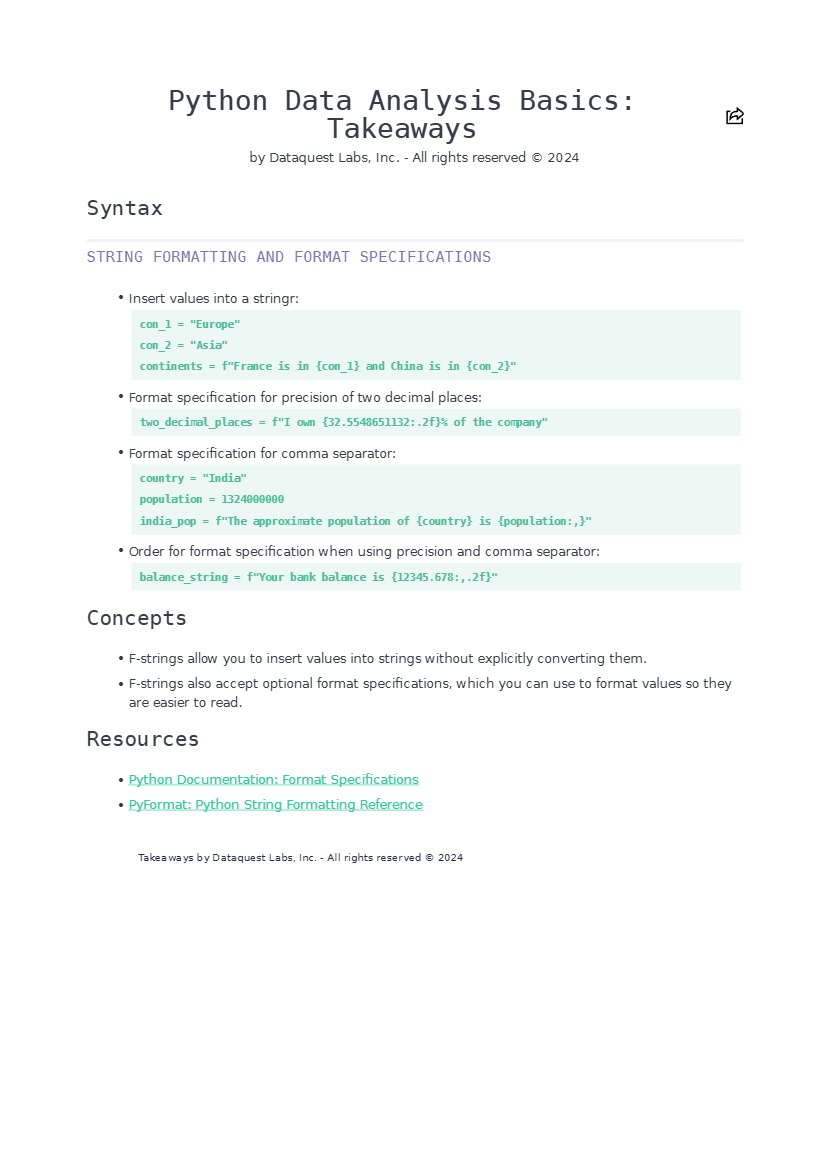 Python Data Analysis Basics:
Takeaways
by Dataquest Labs, Inc. - All rights reserved © 2024
Syntax
STRING FORMATTING AND FORMAT SPECIFICATIONS
• Insert values into a stringr:
con_1 = "Europe"
con_2 = "Asia"
continents = f"France is in {con_1} and China is in {con_2}"
• Format specification for precision of two decimal places:
two_decimal_places = f"I own {32.5548651132:.2f}% of the company"
• Format specification for comma separator:
country = "India"
population = 1324000000
india_pop = f"The approximate population of {country} is {population:,}"
• Order for format specification when using precision and comma separator:
balance_string = f"Your bank balance is {12345.678:,.2f}"
Concepts
• F-strings allow you to insert values into strings without explicitly converting them.
• F-strings also accept optional format specifications, which you can use to format values so they
are easier to read.
Resources
• Python Documentation: Format Specifications
• PyFormat: Python String Formatting Reference
Takeaways by Dataquest Labs, Inc. - All rights reserved © 2024